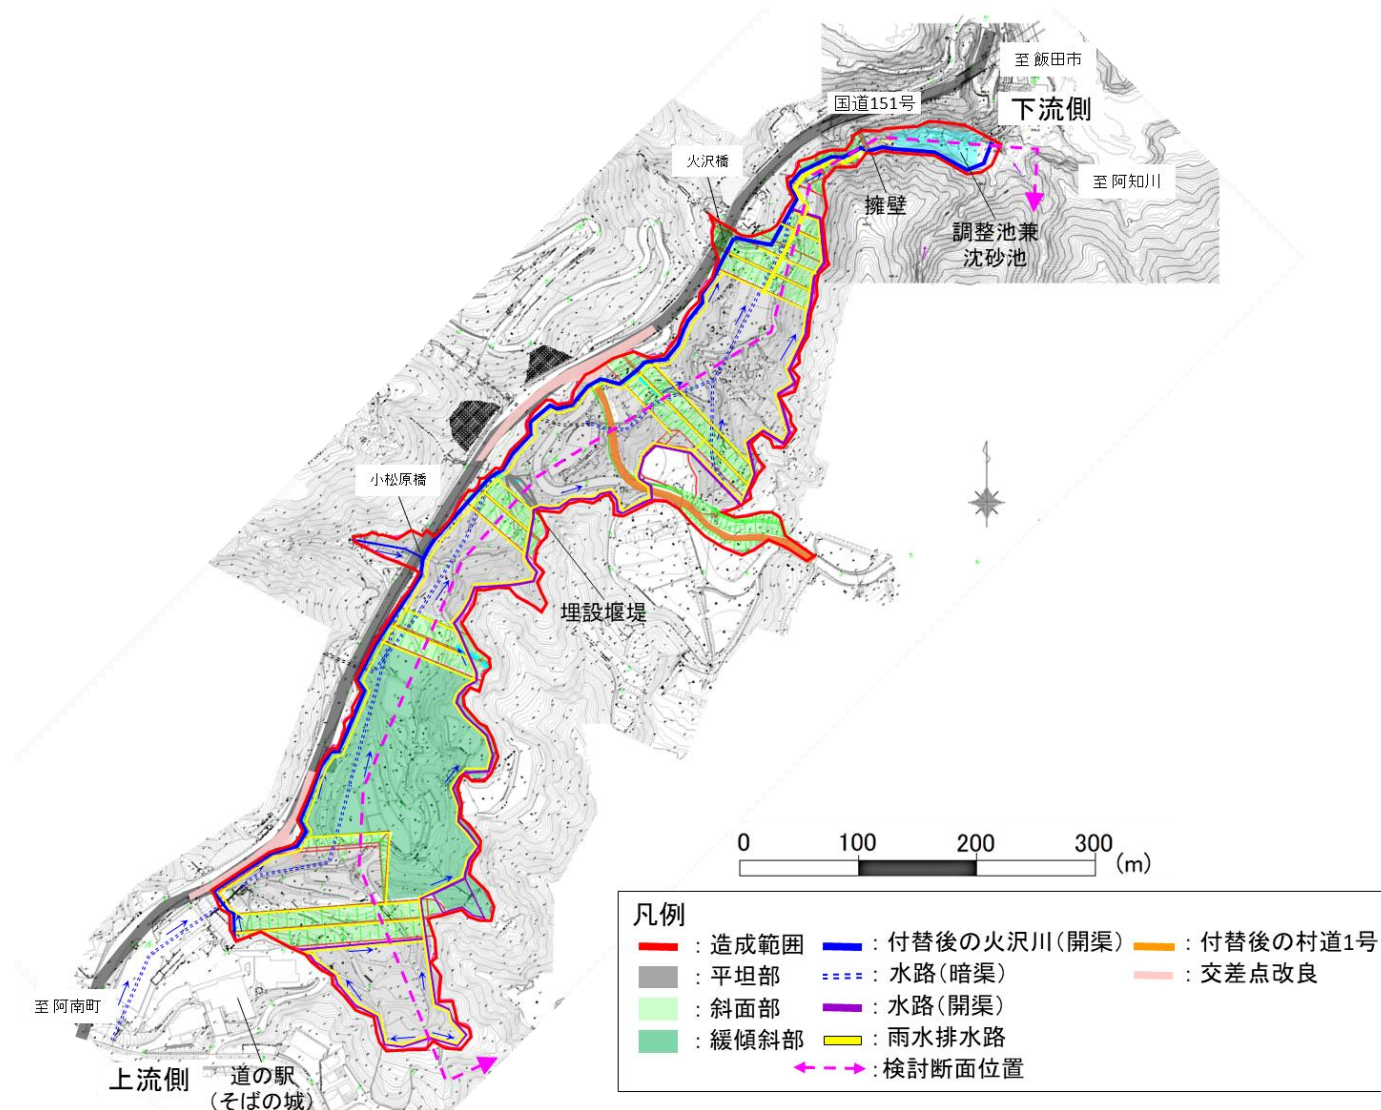 至 飯田市
国道151号
下流側
火沢橋
至 阿知川
擁壁
調整池兼
沈砂池
小松原橋
埋設堰堤
0 100 200 300
(m)
凡例
：造成範囲
：付替後の火沢川(開渠)
：付替後の村道1号
：平坦部
：水路(暗渠)
：交差点改良
：斜面部
：水路(開渠)
：緩傾斜部
：雨水排水路
：検討断面位置
至 阿南町
上流側
道の駅
(そばの城)